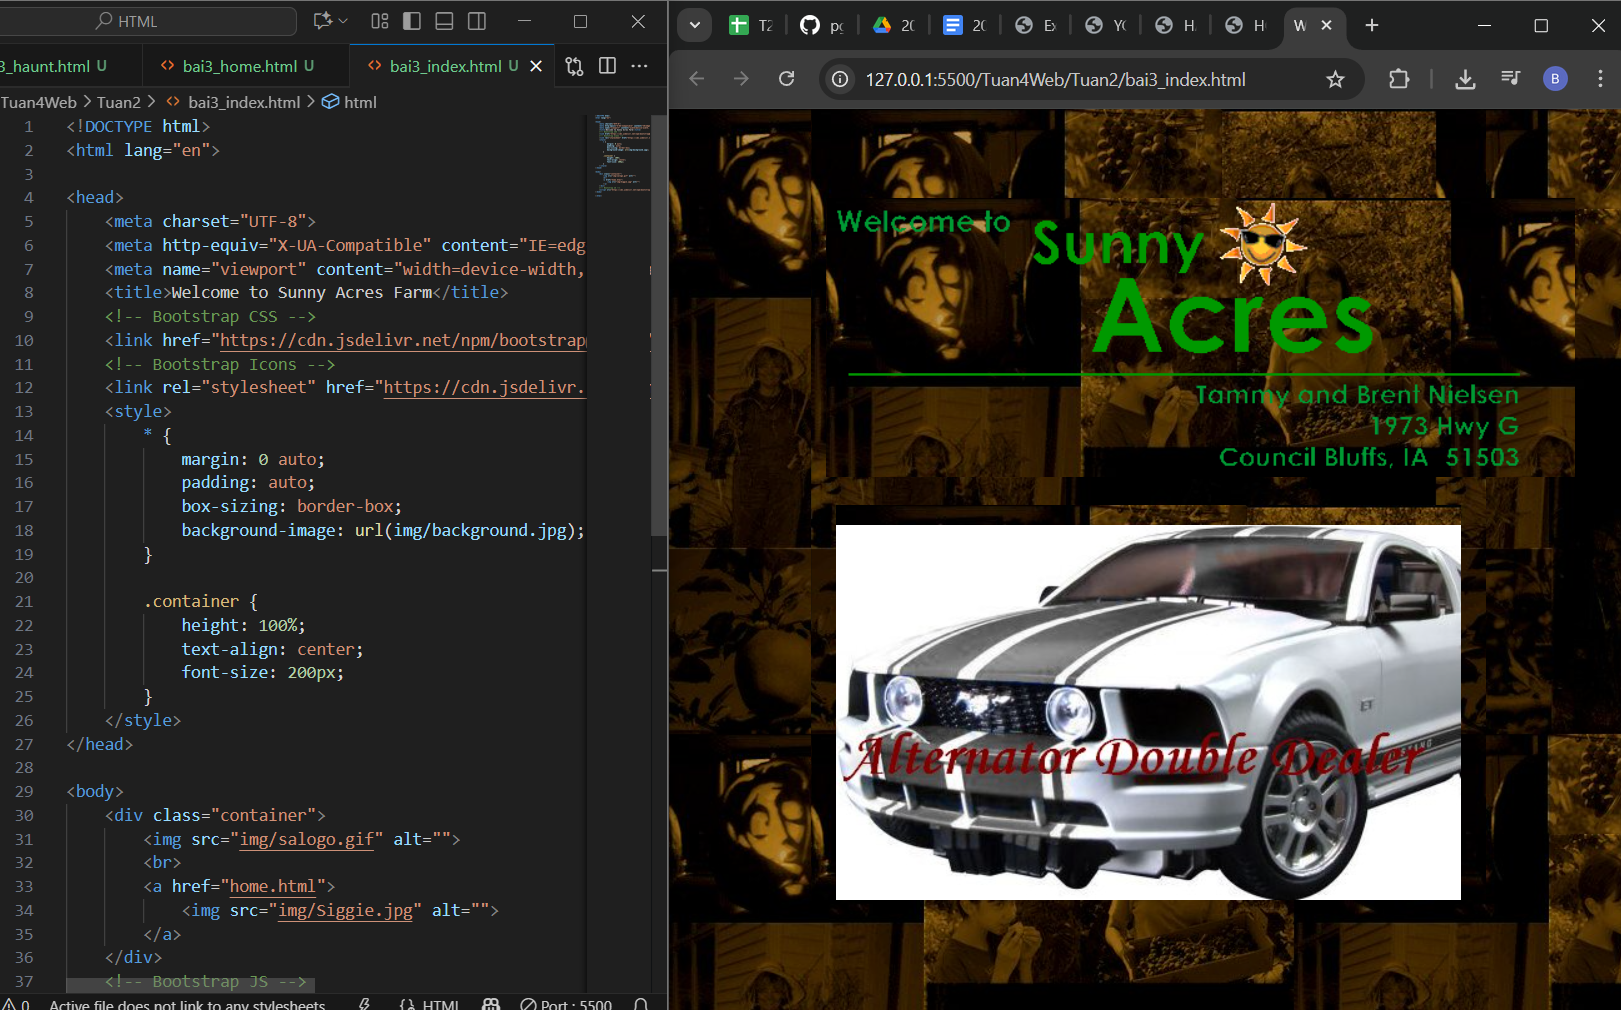 HTML
3_haunt.html U
bai3_home.html U
bai3_index.html U
Tuan4Web > Tuan2 > bai3_index.html > html
1 <!DOCTYPE html>
2 <html lang="en">
3
4 <head>
5 <meta charset="UTF-8">
6 <meta http-equiv="X-UA-Compatible" content="IE=edg
7 <meta name="viewport" content="width=device-width,
8 <title>Welcome to Sunny Acres Farm</title>
9 <!-- Bootstrap CSS -->
10 <link href="https://cdn.jsdelivr.net/npm/bootstrap
11 <!-- Bootstrap Icons -->
12 <link rel="stylesheet" href="https://cdn.jsdelivr.
13 <style>
14 * {
15 margin: 0 auto;
16 padding: auto;
17 box-sizing: border-box;
18 background-image: url(img/background.jpg);
19 }
20
21 .container {
22 height: 100%;
23 text-align: center;
24 font-size: 200px;
25 }
26 </style>
27 </head>
28
29 <body>
30 <div class="container">
31 <img src="img/salogo.gif" alt="">
32 <br>
33 <a href="home.html">
34 <img src="img/Siggie.jpg" alt="">
35 </a>
36 </div>
37 <!-- Bootstrap JS -->
0 Active file does not link to any stylesheets HTML Port : 5500
T2
pg
20
20
Ex
YO
H
H
W
127.0.0.1:5500/Tuan4Web/Tuan2/bai3_index.html
B
Welcome to
Sunny
Acres
Tammy and Brent Nielsen
1973 Hwy G
Council Bluffs, IA 51503
Alternator Double Dealer